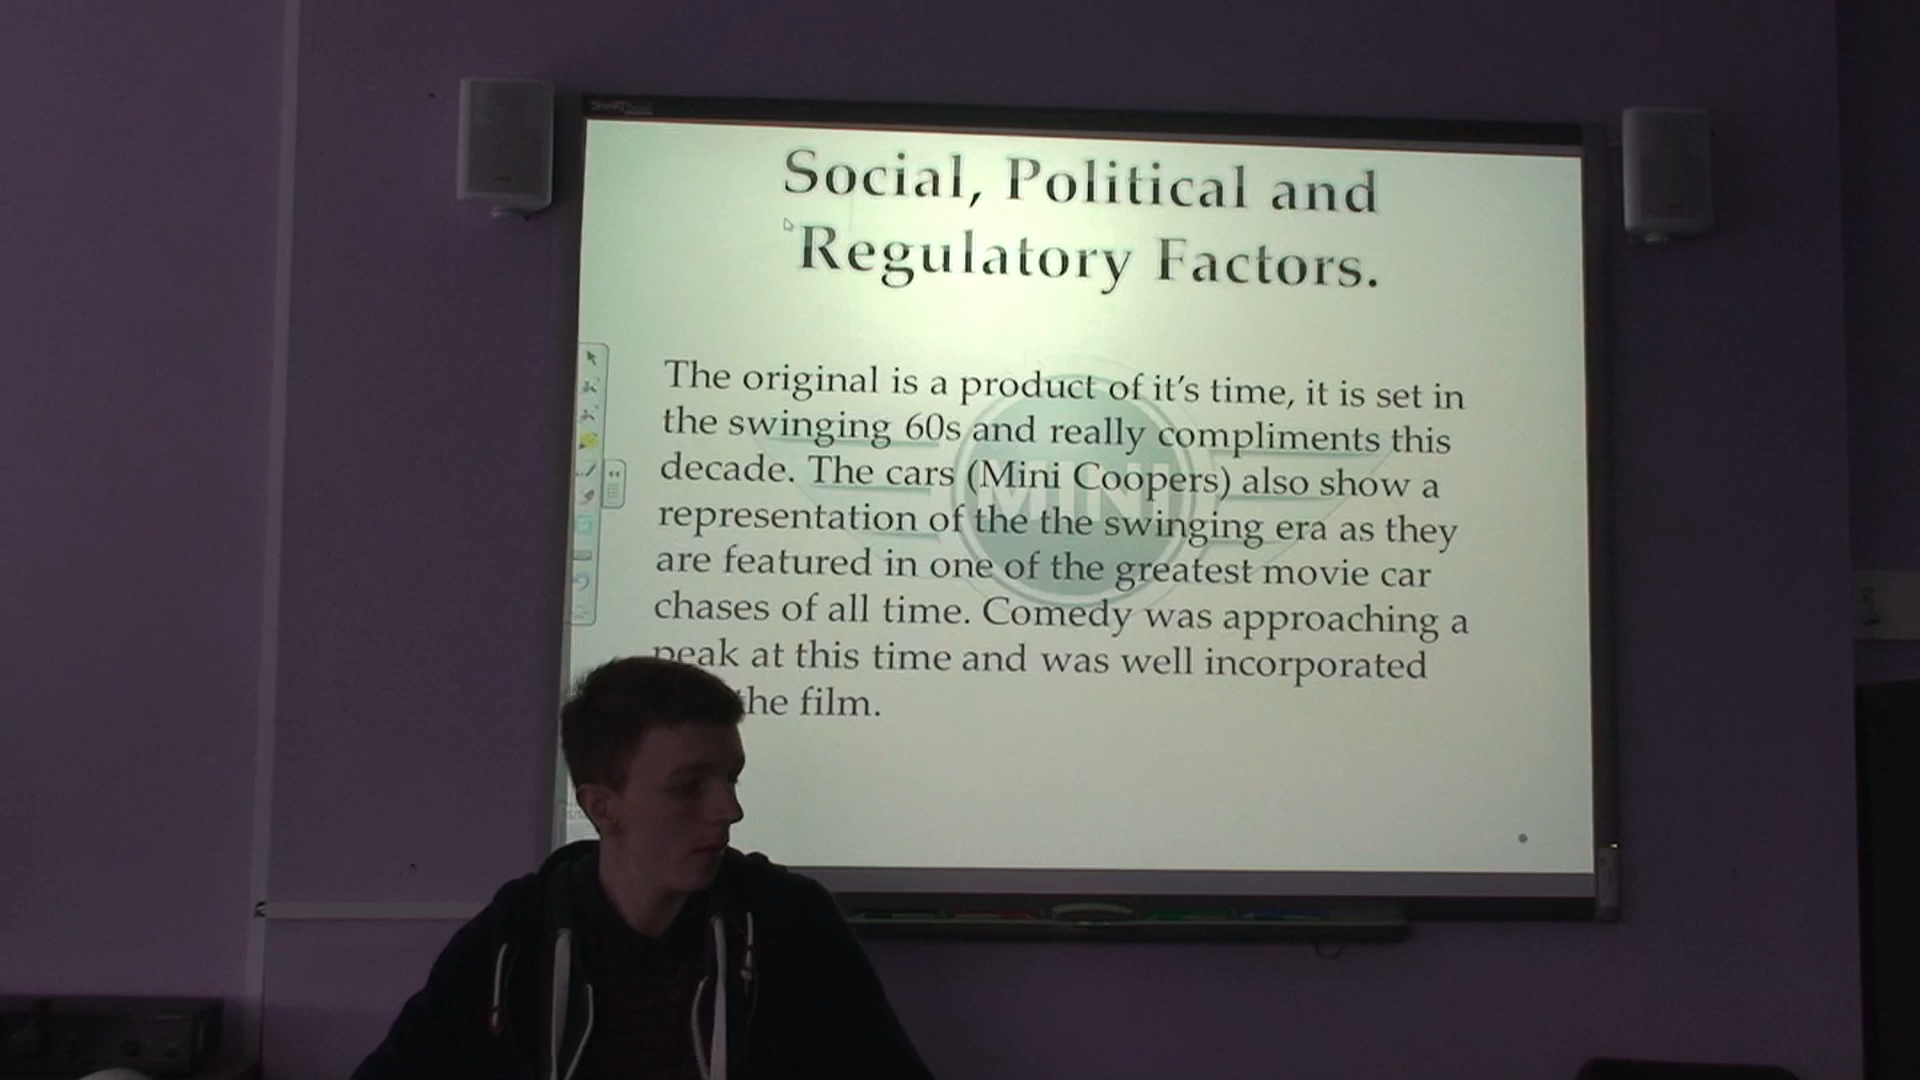 SMART
Social, Political and
Regulatory Factors.
The original is a product of it's time, it is set in
the swinging 60s and really compliments this
decade. The cars (Mini Coopers) also show a
representation of the the swinging era as they
are featured in one of the greatest movie car
chases of all time. Comedy was approaching a
peak at this time and was well incorporated
the film.
MINI